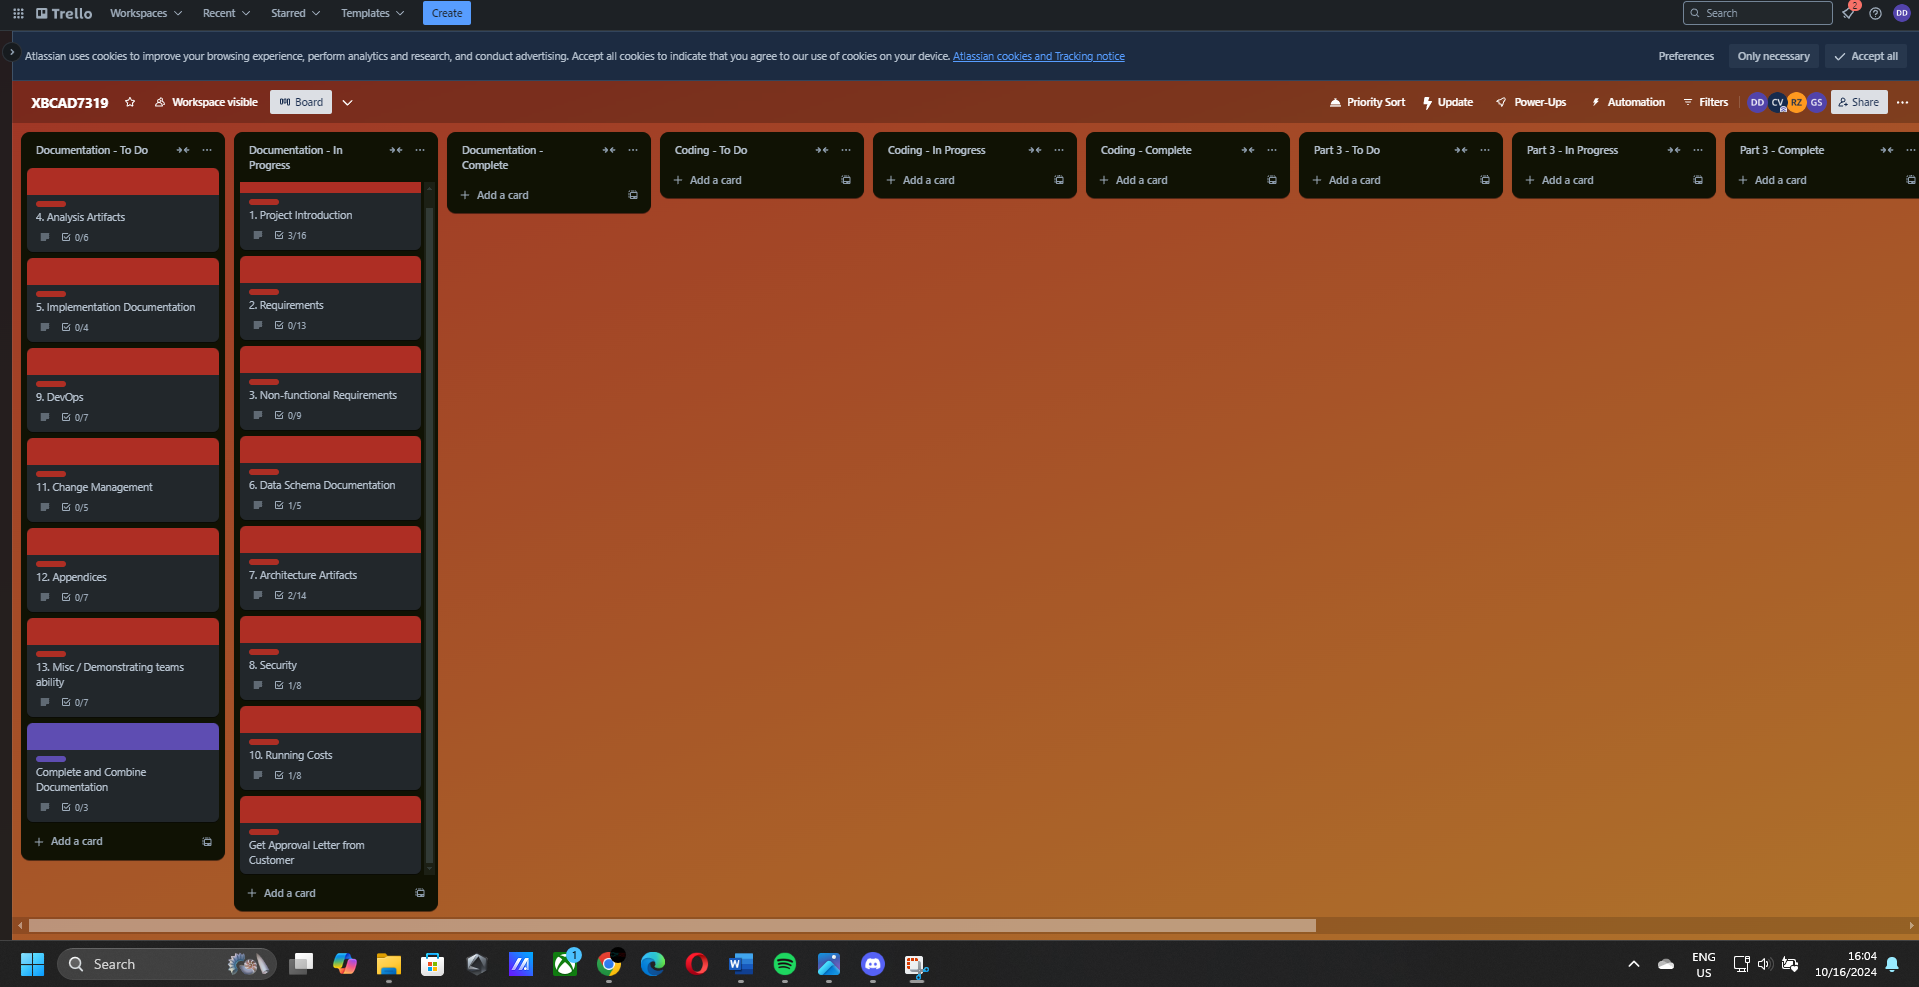 Trello
Workspaces
Recent
Starred
Templates
Create
Search
2
DD
Atlassian uses cookies to improve your browsing experience, perform analytics and research, and conduct advertising. Accept all cookies to indicate that you agree to our use of cookies on your device. Atlassian cookies and Tracking notice
Preferences
Only necessary
Accept all
XBCAD7319
Workspace visible
Board
Priority Sort
Update
Power-Ups
Automation
Filters
DD
CV
RZ
GS
Share
Documentation - To Do
4. Analysis Artifacts
0/6
5. Implementation Documentation
0/4
9. DevOps
0/7
11. Change Management
0/5
12. Appendices
0/7
13. Misc / Demonstrating teams
ability
0/7
Complete and Combine
Documentation
0/3
Add a card
Documentation - In
Progress
1. Project Introduction
3/16
2. Requirements
0/13
3. Non-functional Requirements
0/9
6. Data Schema Documentation
1/5
7. Architecture Artifacts
2/14
8. Security
1/8
10. Running Costs
1/8
Get Approval Letter from
Customer
Add a card
Documentation -
Complete
Add a card
Coding - To Do
Add a card
Coding - In Progress
Add a card
Coding - Complete
Add a card
Part 3 - To Do
Add a card
Part 3 - In Progress
Add a card
Part 3 - Complete
Add a card
Search
1
ENG
US
16:04
10/16/2024